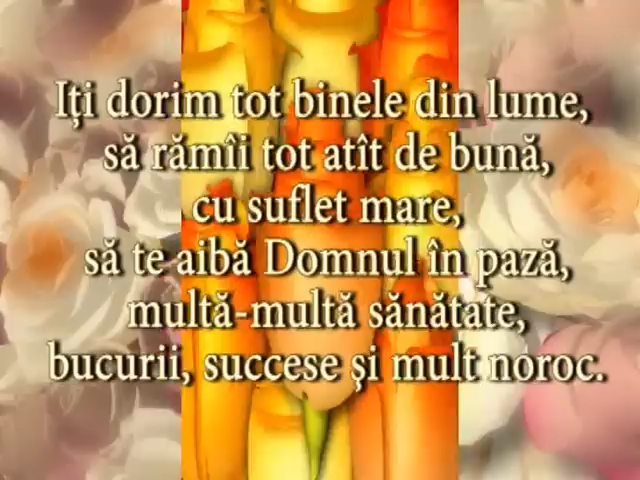 Iţi dorim tot binele din lume,
să rămîi tot atît de bună,
cu suflet mare,
să te aibă Domnul în pază,
multă-multă sănătate,
bucurii, succese şi mult noroc.